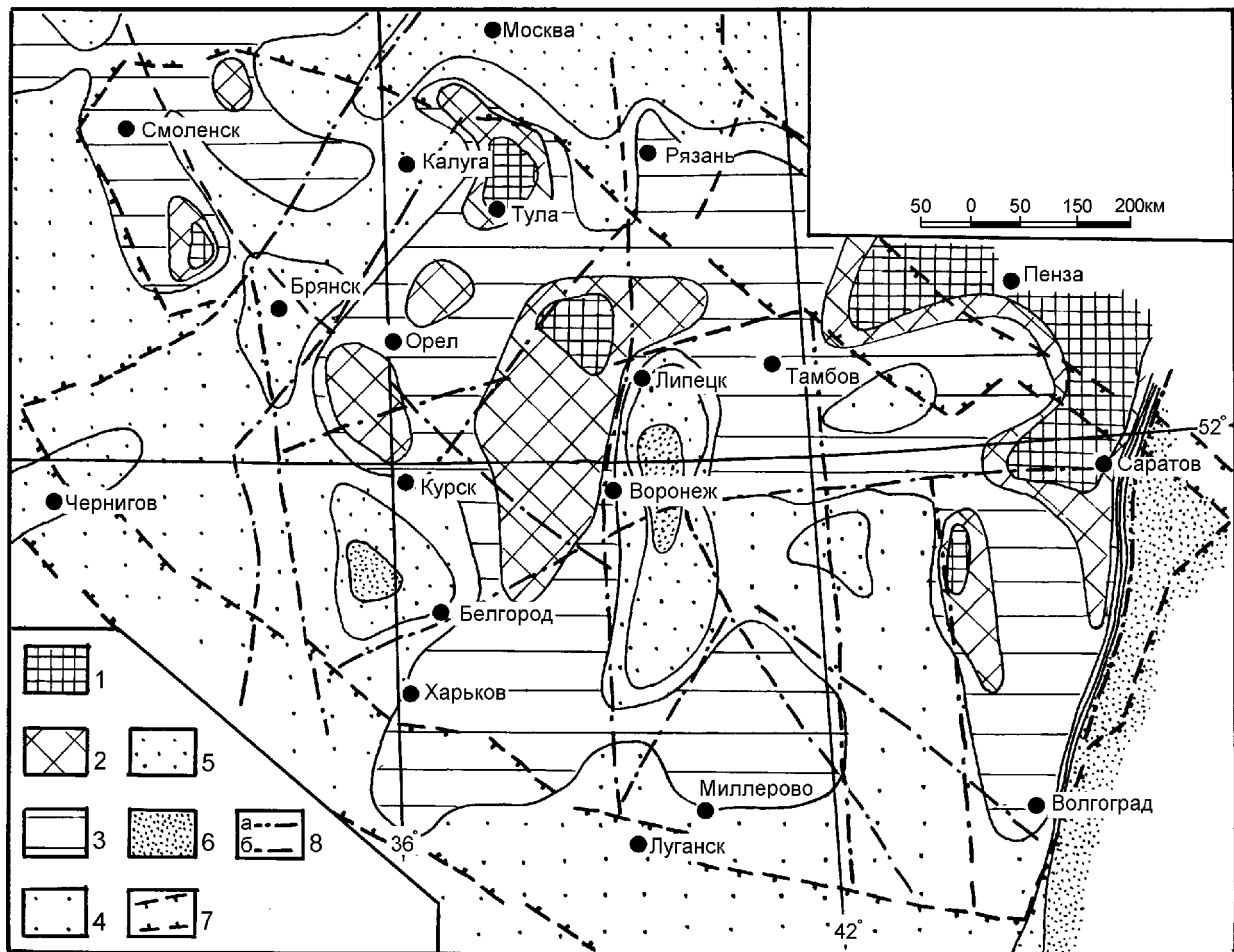 Москва
Смоленск
Калуга
Рязань
Тула
50 0 50 150 200км
Пенза
Брянск
Орел
Липецк
Тамбов
52°
Саратов
Курск
Воронеж
Чернигов
Белгород
Харьков
Миллерово
Волгоград
Луганск
36°
42°
1
2
5
3
6
а
б
8
4
7